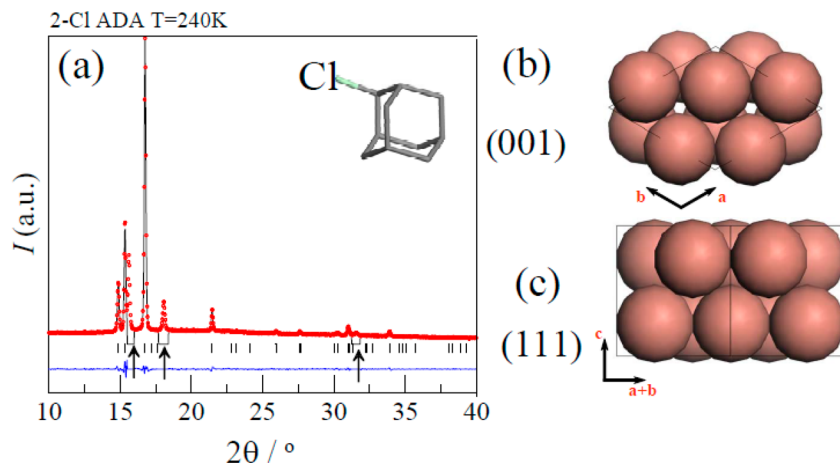 2-Cl ADA T=240K
(a)
Cl
I (a.u.)
10 15 20 25 30 35 40
2θ / °
(b)
(001)
b a
(c)
(111)
c
a+b